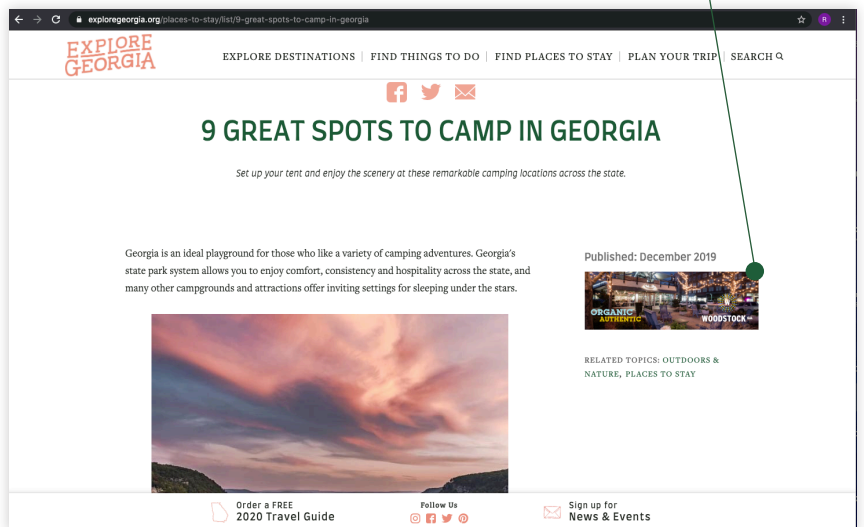 exploregeorgia.org/places-to-stay/list/9-great-spots-to-camp-in-georgia
R
EXPLORE
GEORGIA
EXPLORE DESTINATIONS | FIND THINGS TO DO | FIND PLACES TO STAY | PLAN YOUR TRIP | SEARCH
9 GREAT SPOTS TO CAMP IN GEORGIA
Set up your tent and enjoy the scenery at these remarkable camping locations across the state.
Georgia is an ideal playground for those who like a variety of camping adventures. Georgia's
state park system allows you to enjoy comfort, consistency and hospitality across the state, and
many other campgrounds and attractions offer inviting settings for sleeping under the stars.
Published: December 2019
ORGANIC
AUTHENTIC
WOODSTOCK
RELATED TOPICS: OUTDOORS &
NATURE, PLACES TO STAY
Order a FREE
2020 Travel Guide
Follow Us
Sign up for
News & Events